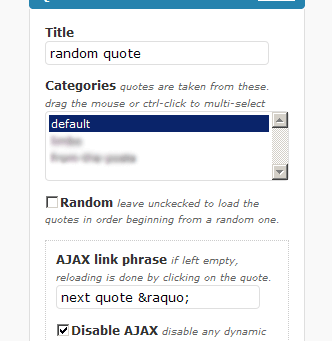 Title
random quote
Categories quotes are taken from these.
drag the mouse or ctrl-click to multi-select
default
Random leave unckecked to load the
quotes in order beginning from a random one.
AJAX link phrase if left empty,
reloading is done by clicking on the quote.
next quote &raquo;
Disable AJAX disable any dynamic